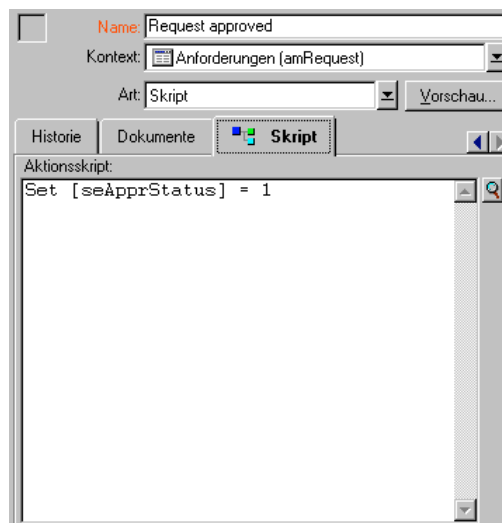 Name: Request approved
Kontext: Anforderungen (amRequest)
Art: Skript Vorschau...
Historie Dokumente Skript
Aktionsskript:
Set [seApprStatus] = 1